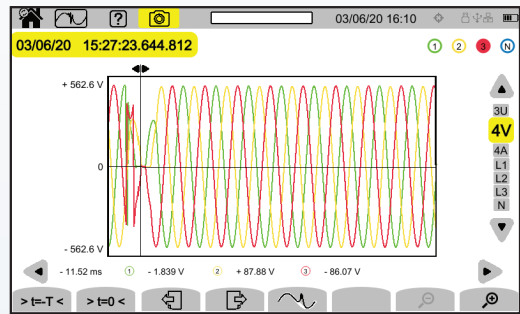 ? 03/06/20 16:10
03/06/20 15:27:23.644.812
1 2 3 N
+ 562.6 V
0
- 562.6 V
3U
4V
4A
L1
L2
L3
N
- 11.52 ms 1 - 1.839 V 2 + 87.88 V 3 - 86.07 V
> t=-T < > t=0 <